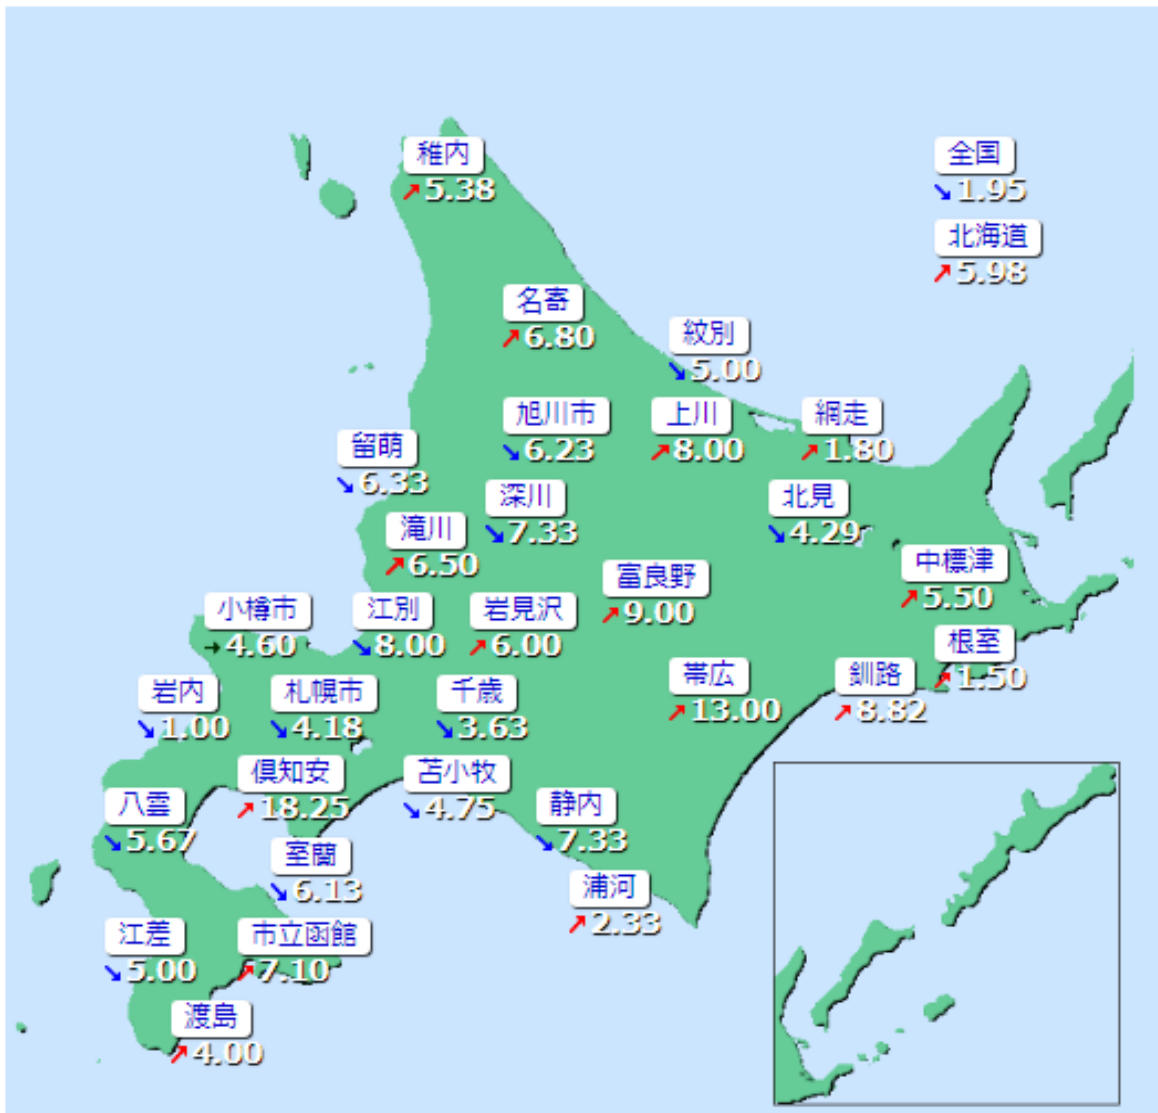 稚内
↗5.38
全国
↘1.95
北海道
↗5.98
名寄
↗6.80
紋別
↘5.00
旭川市
↘6.23
上川
↗8.00
網走
↗1.80
留萌
↘6.33
深川
↘7.33
北見
↘4.29
滝川
↗6.50
富良野
↗9.00
中標津
↗5.50
小樽市
→4.60
江別
↘8.00
岩見沢
↗6.00
根室
↗1.50
岩内
↘1.00
札幌市
↘4.18
千歳
↘3.63
帯広
↗13.00
釧路
↗8.82
倶知安
↗18.25
苫小牧
↘4.75
八雲
↘5.67
静内
↘7.33
室蘭
↘6.13
浦河
↗2.33
江差
↘5.00
市立函館
↗7.10
渡島
↗4.00